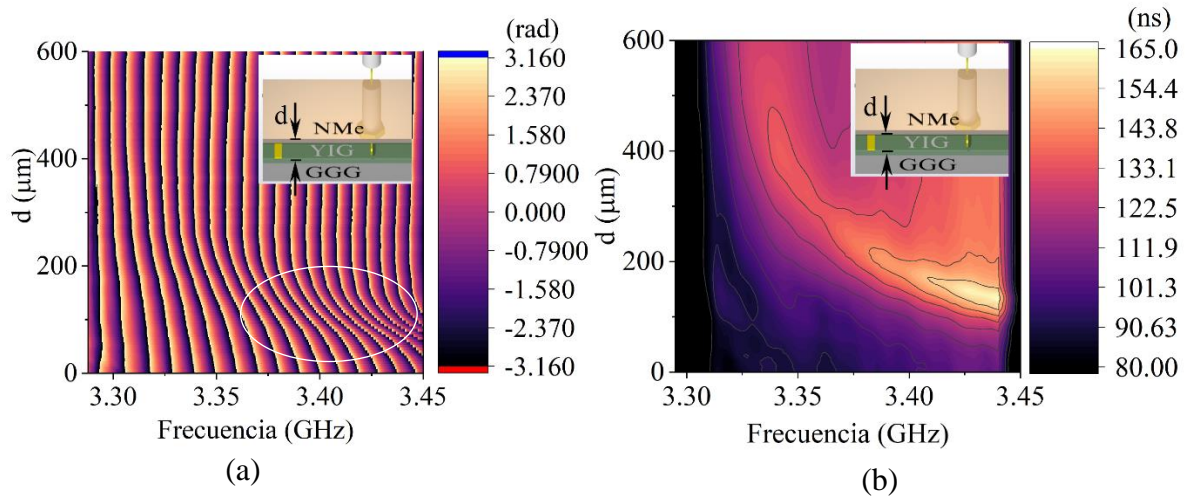 (rad)
600
3.160
2.370
d
NMe
1.580
YIG
400
0.7900
GGG
d (μm)
0.000
-0.7900
200
-1.580
-2.370
0
-3.160
3.30
3.35
3.40
3.45
Frecuencia (GHz)
(a)
(ns)
600
165.0
154.4
d
NMe
143.8
YIG
400
133.1
GGG
d (μm)
122.5
111.9
200
101.3
90.63
0
80.00
3.30
3.35
3.40
3.45
Frecuencia (GHz)
(b)